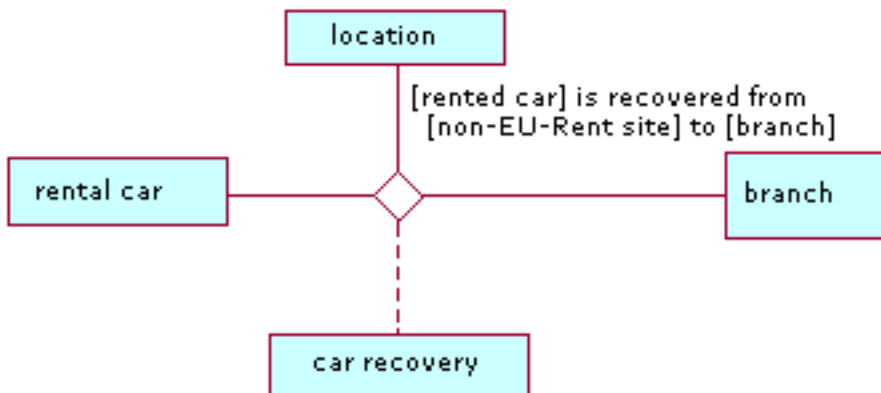 location
[rented car] is recovered from
[non-EU-Rent site] to [branch]
rental car
branch
car recovery